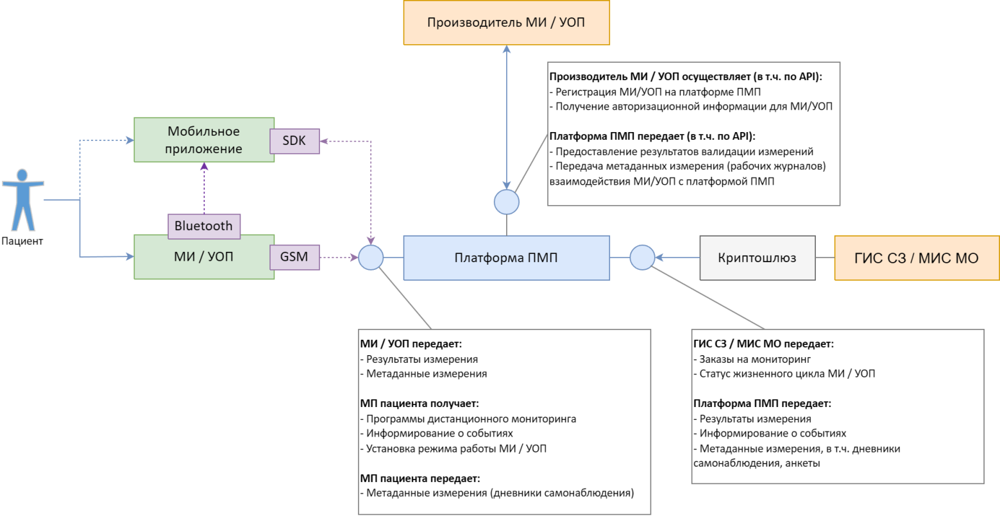 Производитель МИ / УОП
Производитель МИ / УОП осуществляет (в т.ч. по API):
- Регистрация МИ/УОП на платформе ПМП
- Получение авторизационной информации для МИ/УОП
Платформа ПМП передает (в т.ч. по API):
- Предоставление результатов валидации измерений
- Передача метаданных измерения (рабочих журналов)
взаимодействия МИ/УОП с платформой ПМП
Мобильное
приложение
SDK
Пациент
Bluetooth
МИ / УОП
GSM
Платформа ПМП
Криптошлюз
ГИС СЗ / МИС МО
МИ / УОП передает:
- Результаты измерения
- Метаданные измерения
МП пациента получает:
- Программы дистанционного мониторинга
- Информирование о событиях
- Установка режима работы МИ / УОП
МП пациента передает:
- Метаданные измерения (дневники самонаблюдения)
ГИС СЗ / МИС МО передает:
- Заказы на мониторинг
- Статус жизненного цикла МИ / УОП
Платформа ПМП передает:
- Результаты измерения
- Информирование о событиях
- Метаданные измерения, в т.ч. дневники
самонаблюдения, анкеты